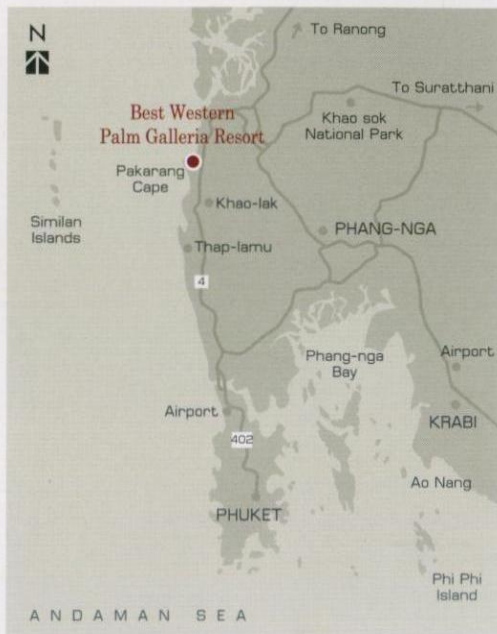 N
To Ranong
To Suratthani
Khao sok
National Park
Best Western
Palm Galleria Resort
Pakarang
Cape
Khao-lak
Similan
Islands
PHANG-NGA
Thap-lamu
4
Phang-nga
Bay
Airport
Airport
KRABI
402
Ao Nang
PHUKET
Phi Phi
Island
ANDAMAN SEA